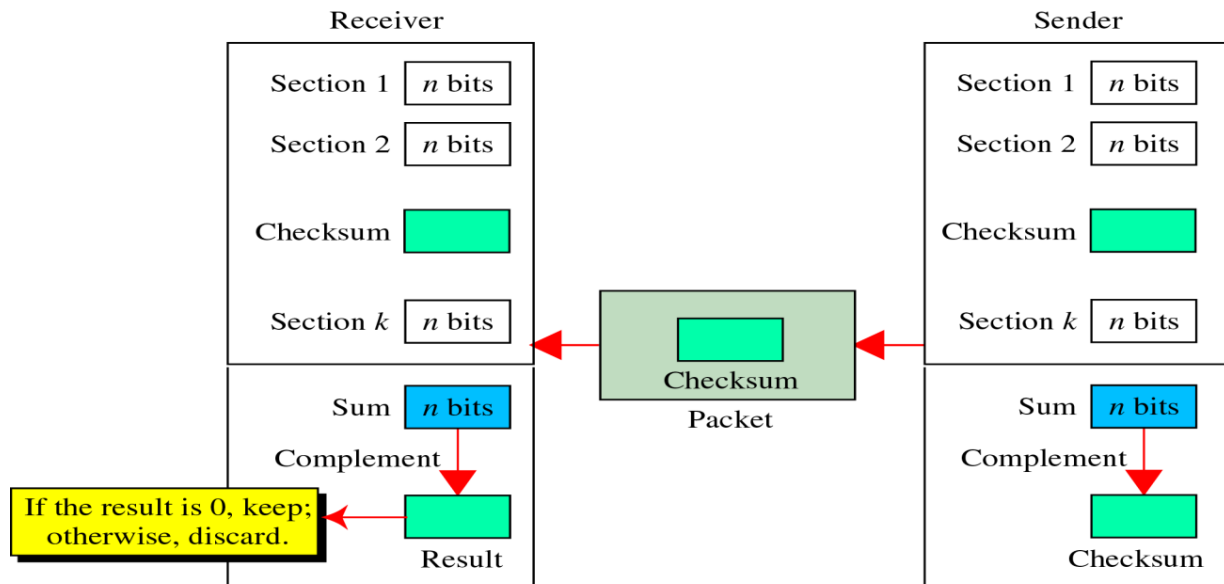 Receiver
Sender
Section 1 n bits
Section 2 n bits
Checksum
Section k n bits
Sum n bits
Complement
Result
If the result is 0, keep;
otherwise, discard.
Checksum
Packet
Section 1 n bits
Section 2 n bits
Checksum
Section k n bits
Sum n bits
Complement
Checksum